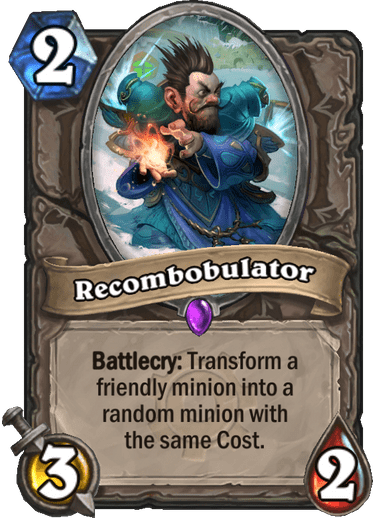 2
Recombobulator
Battlecry: Transform a
friendly minion into a
random minion with
the same Cost.
3
2